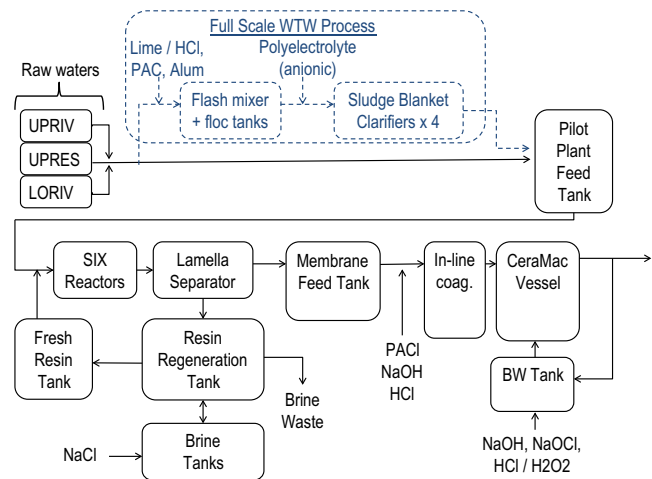 Full Scale WTW Process
Lime / HCl,
PAC, Alum
Polyelectrolyte
(anionic)
Raw waters
Flash mixer
+ floc tanks
Sludge Blanket
Clarifiers x 4
UPRIV
UPRES
LORIV
Pilot
Plant
Feed
Tank
SIX
Reactors
Lamella
Separator
Membrane
Feed Tank
In-line
coag.
CeraMac
Vessel
Fresh
Resin
Tank
Resin
Regeneration
Tank
Brine
Waste
PACl
NaOH
HCl
BW Tank
NaCl
Brine
Tanks
NaOH, NaOCl,
HCl / H2O2